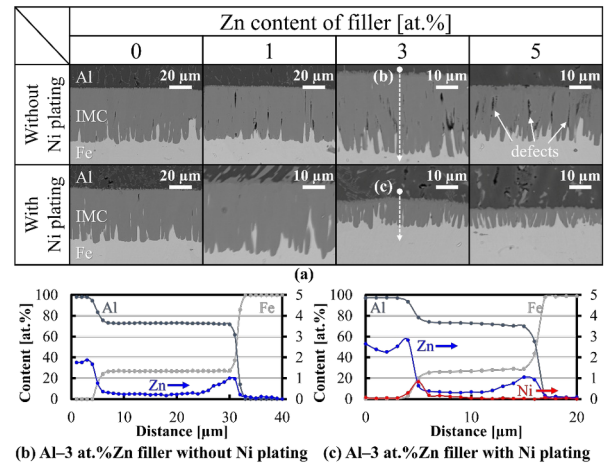 Zn content of filler [at.%]
0 1 3 5
Without Ni plating
Al 20 µm 20 µm (b) 10 µm 10 µm
IMC
Fe defects
With Ni plating
Al 20 µm 10 µm (c) 10 µm 10 µm
IMC
Fe
(a)
100 5 100 5
Al Fe Al Fe
80 4 80 4
60 3 60 Zn 3
40 2 40 2
20 Zn 1 20 Ni 1
0 0 0 0
0 10 20 30 40 0 5 10 15 20
Content [at.%] Content [at.%]
Distance [µm] Distance [µm]
(b) Al–3 at.%Zn filler without Ni plating (c) Al–3 at.%Zn filler with Ni plating